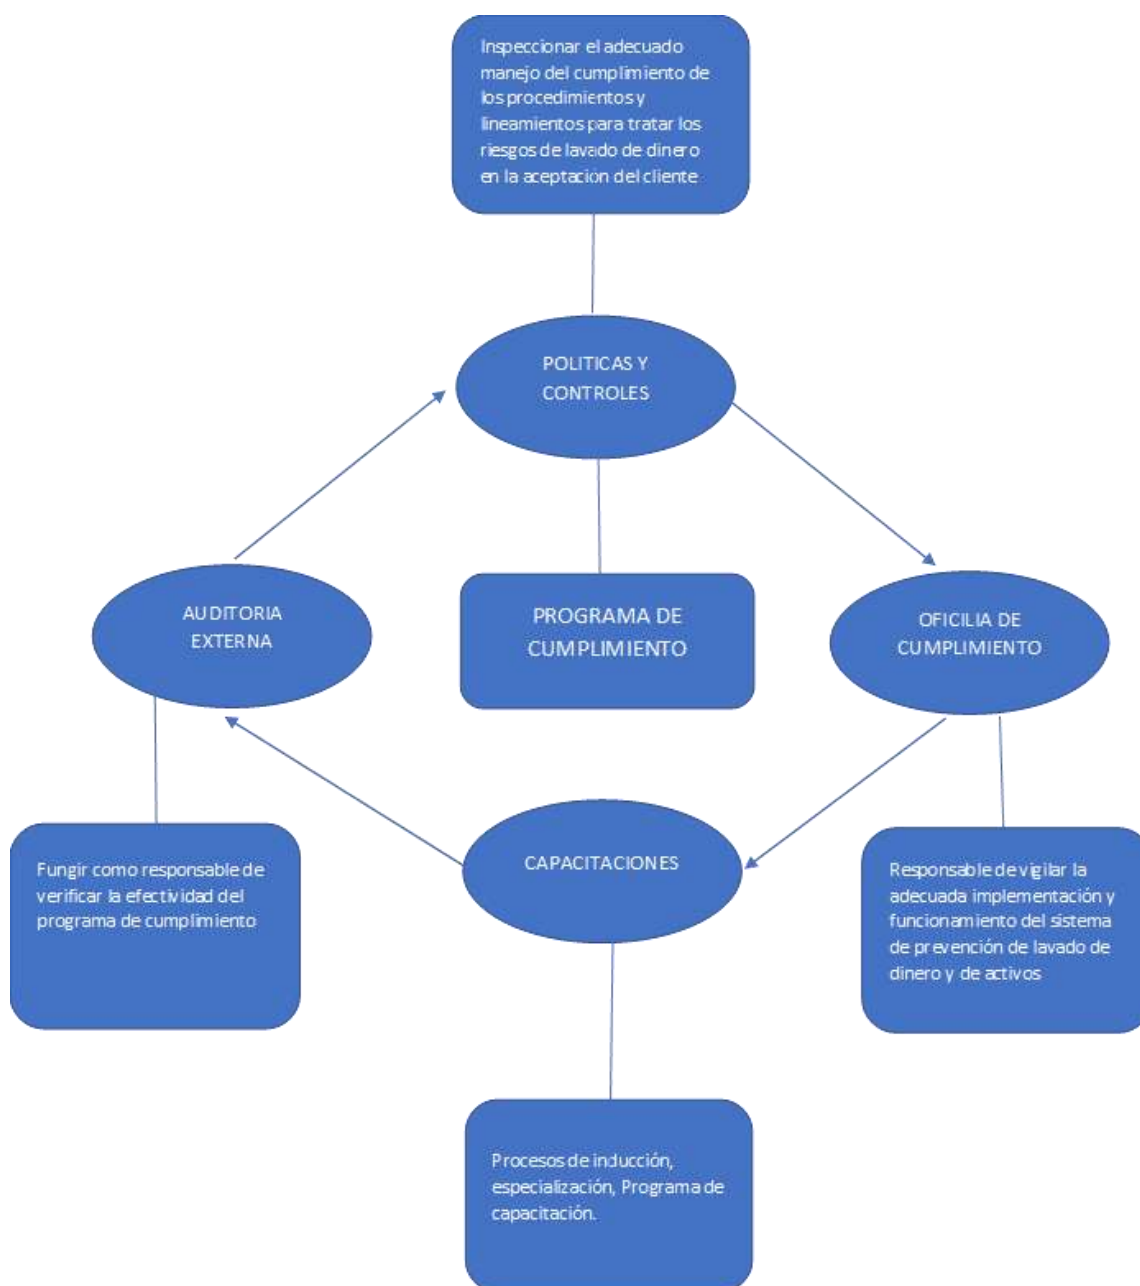 Inspeccionar el adecuado
manejo del cumplimiento de
los procedimientos y
lineamientos para tratar los
riesgos de lavado de dinero
en la aceptación del cliente
POLITICAS Y
CONTROLES
AUDITORIA
EXTERNA
PROGRAMA DE
CUMPLIMIENTO
OFICILIA DE
CUMPLIMIENTO
CAPACITACIONES
Fungir como responsable de
verificar la efectividad del
programa de cumplimiento
Responsable de vigilar la
adecuada implementación y
funcionamiento del sistema
de prevención de lavado de
dinero y de activos
Procesos de inducción,
especialización, Programa de
capacitación.